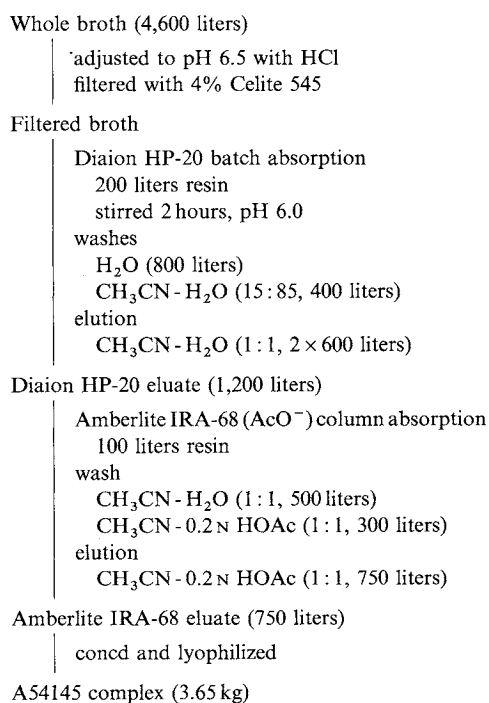 Whole broth (4,600 liters)
adjusted to pH 6.5 with HCl
filtered with 4% Celite 545
Filtered broth
Diaion HP-20 batch absorption
200 liters resin
stirred 2 hours, pH 6.0
washes
H₂O (800 liters)
CH₃CN - H₂O (15 : 85, 400 liters)
elution
CH₃CN - H₂O (1 : 1, 2 × 600 liters)
Diaion HP-20 eluate (1,200 liters)
Amberlite IRA-68 (AcO⁻) column absorption
100 liters resin
wash
CH₃CN - H₂O (1 : 1, 500 liters)
CH₃CN - 0.2 N HOAc (1 : 1, 300 liters)
elution
CH₃CN - 0.2 N HOAc (1 : 1, 750 liters)
Amberlite IRA-68 eluate (750 liters)
concd and lyophilized
A54145 complex (3.65 kg)